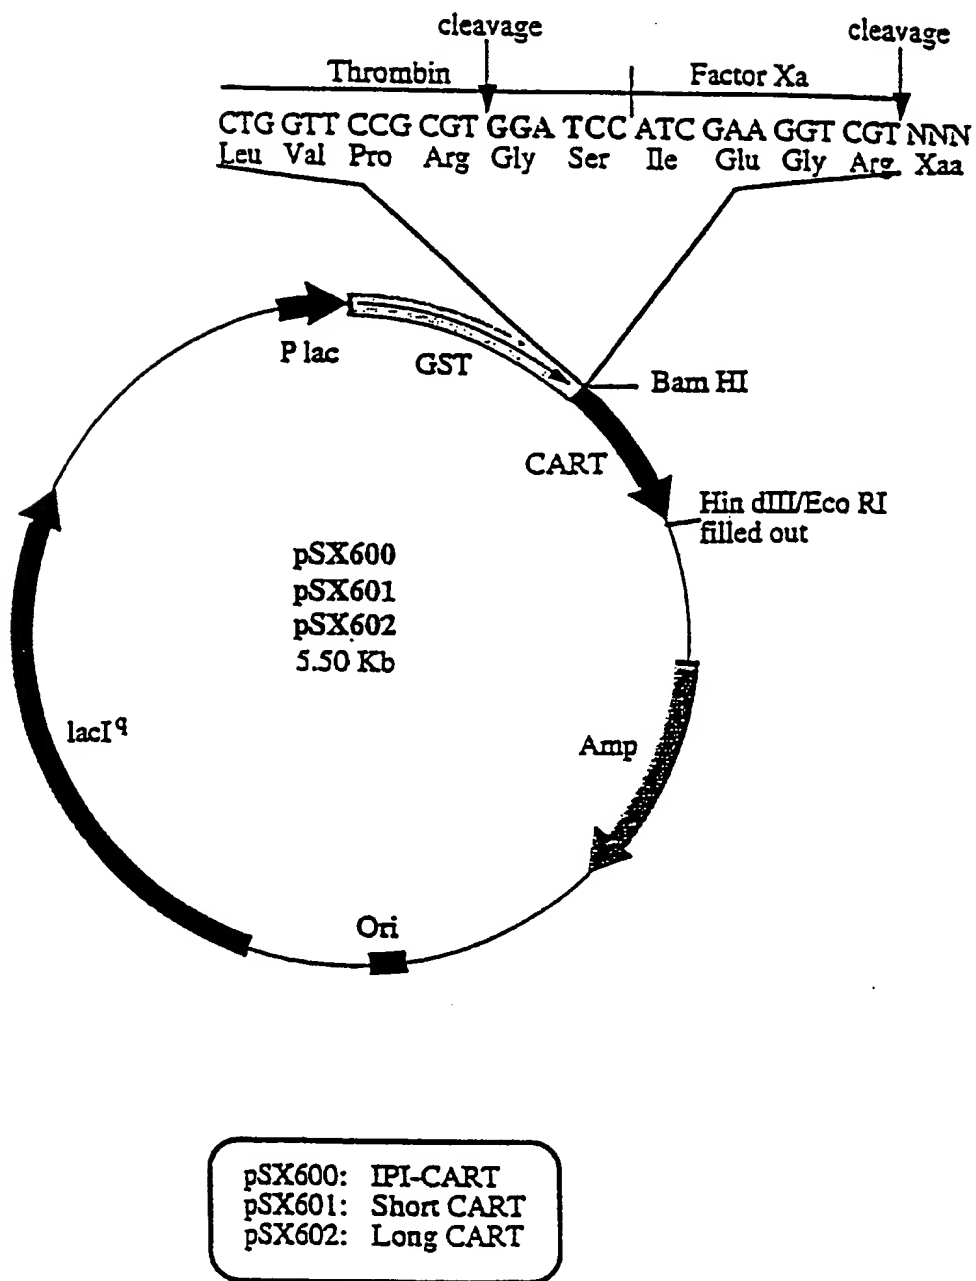 cleavage
cleavage
Thrombin
Factor Xa
CTG GTT CCG CGT GGA TCC ATC GAA GGT CGT NNN
Leu Val Pro Arg Gly Ser Ile Glu Gly Arg Xaa
P lac
GST
Bam HI
CART
Hin dIII/Eco RI
filled out
pSX600
pSX601
pSX602
5.50 Kb
lacI^q
Amp
Ori
pSX600: IPI-CART
pSX601: Short CART
pSX602: Long CART